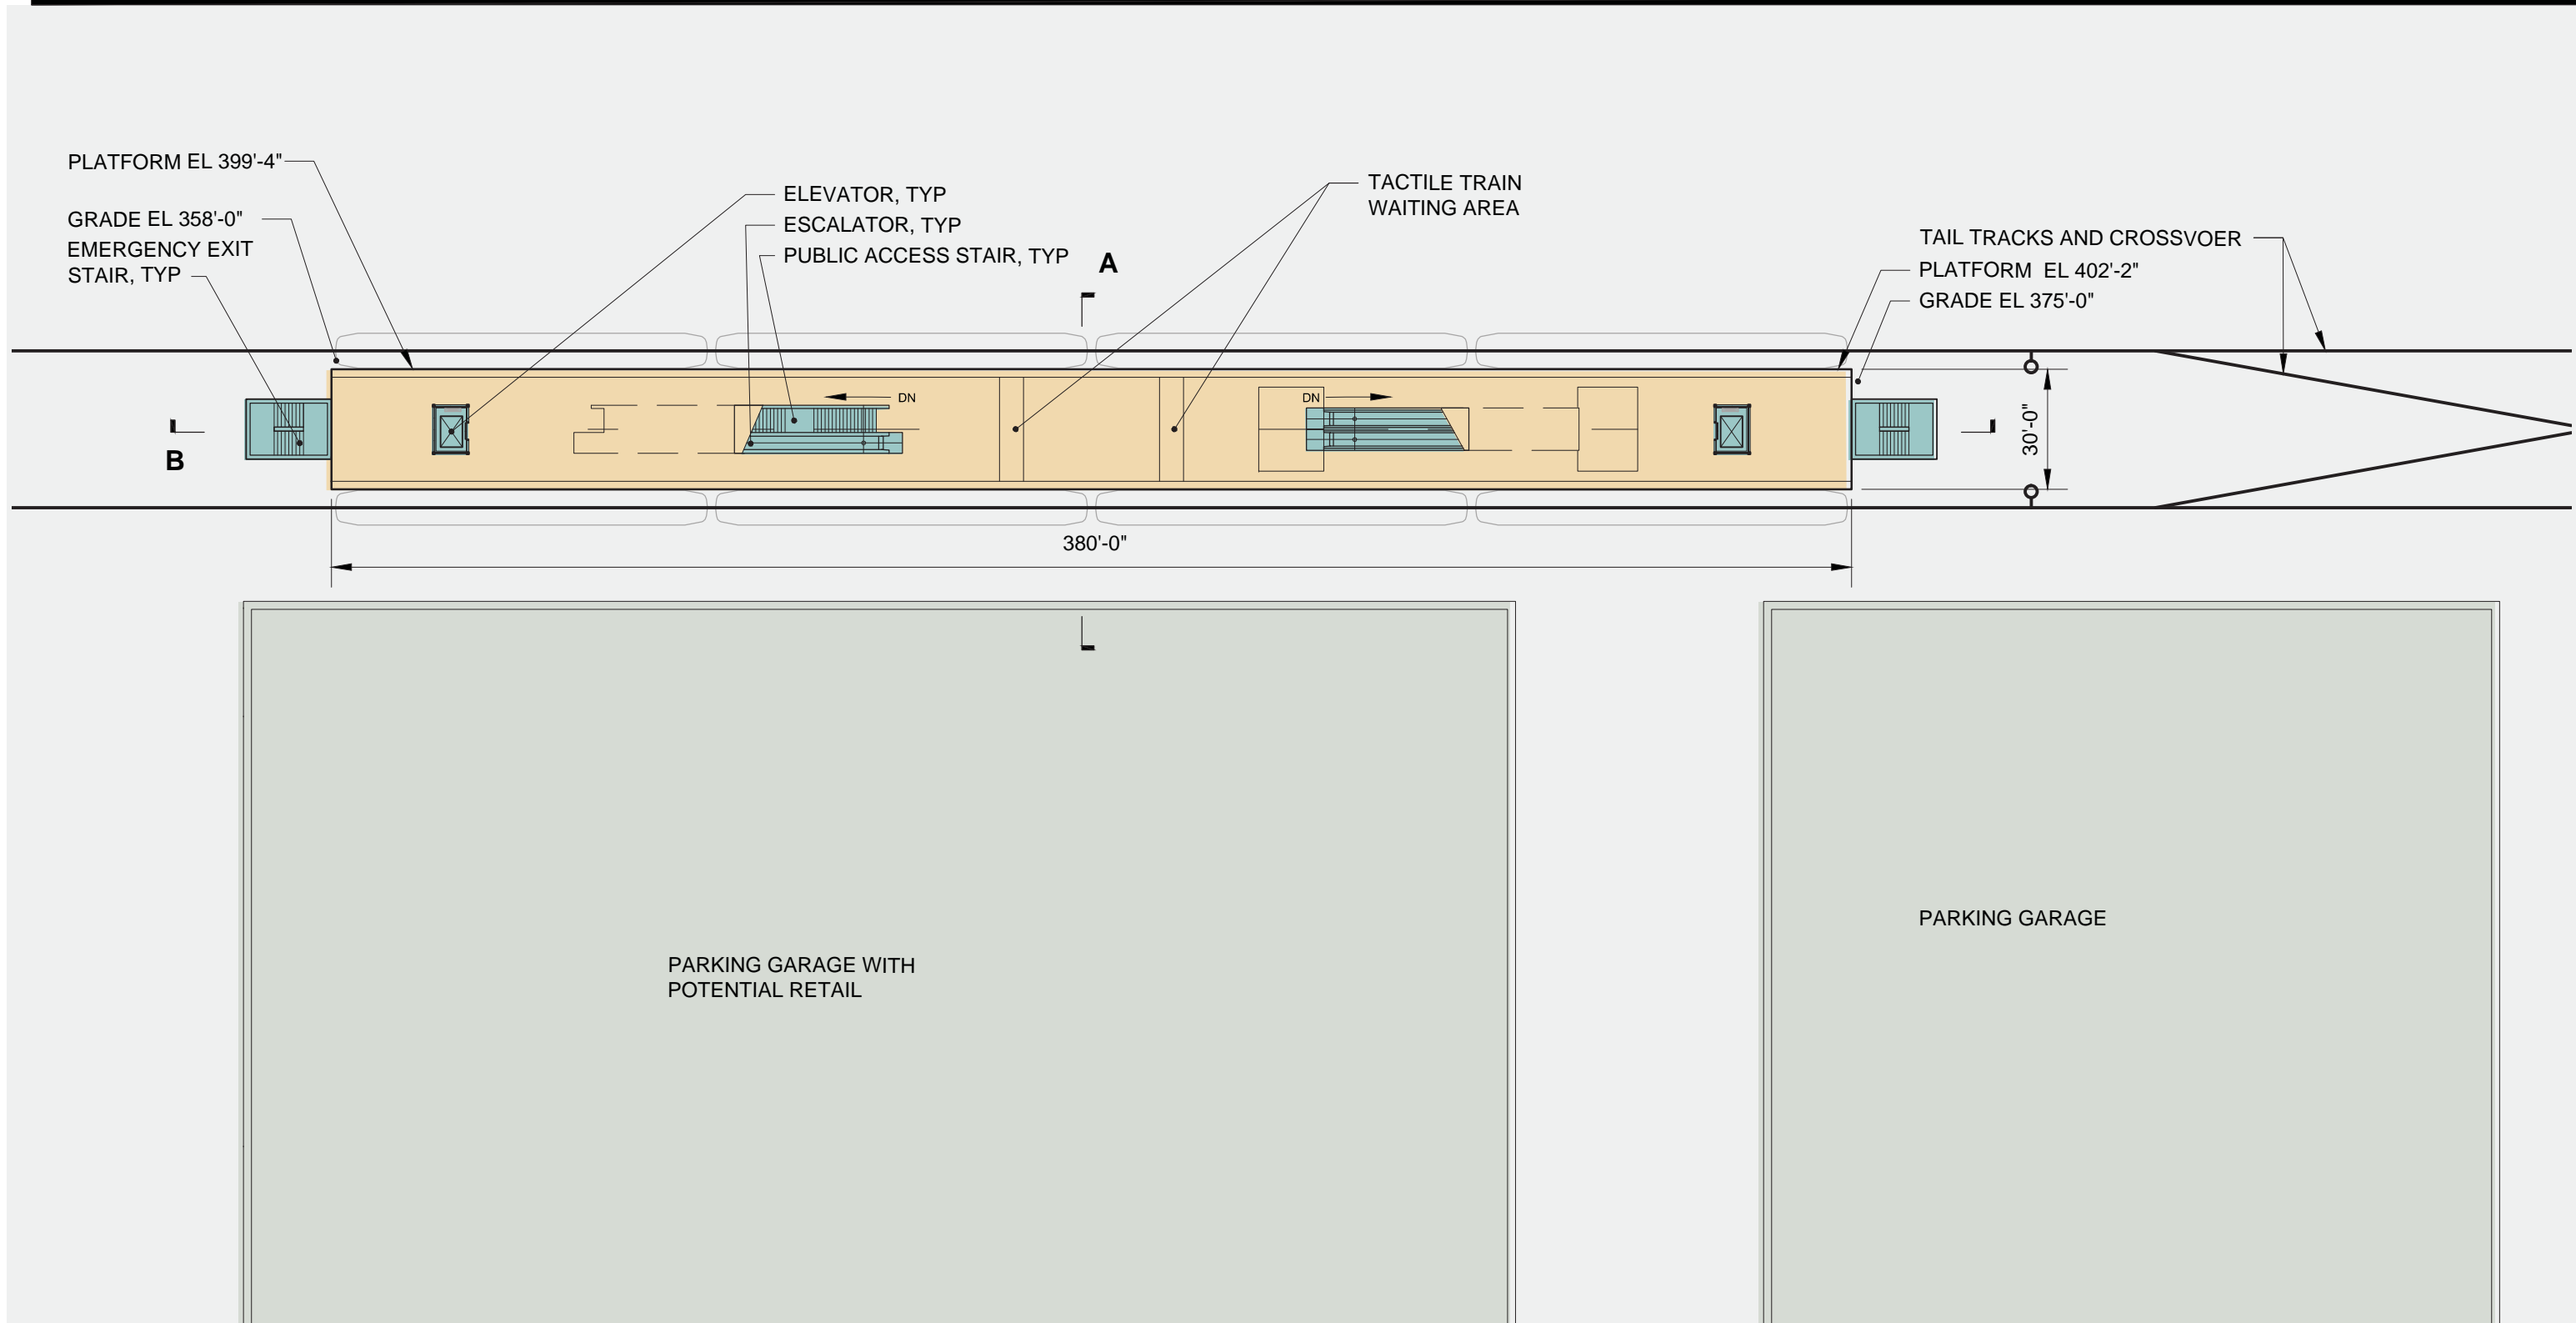 PLATFORM EL 399'-4"
GRADE EL 358'-0"
EMERGENCY EXIT
STAIR, TYP
ELEVATOR, TYP
ESCALATOR, TYP
PUBLIC ACCESS STAIR, TYP
A
TACTILE TRAIN
WAITING AREA
TAIL TRACKS AND CROSSVOER
PLATFORM EL 402'-2"
GRADE EL 375'-0"
DN
DN
B
30'-0"
380'-0"
PARKING GARAGE WITH
POTENTIAL RETAIL
PARKING GARAGE